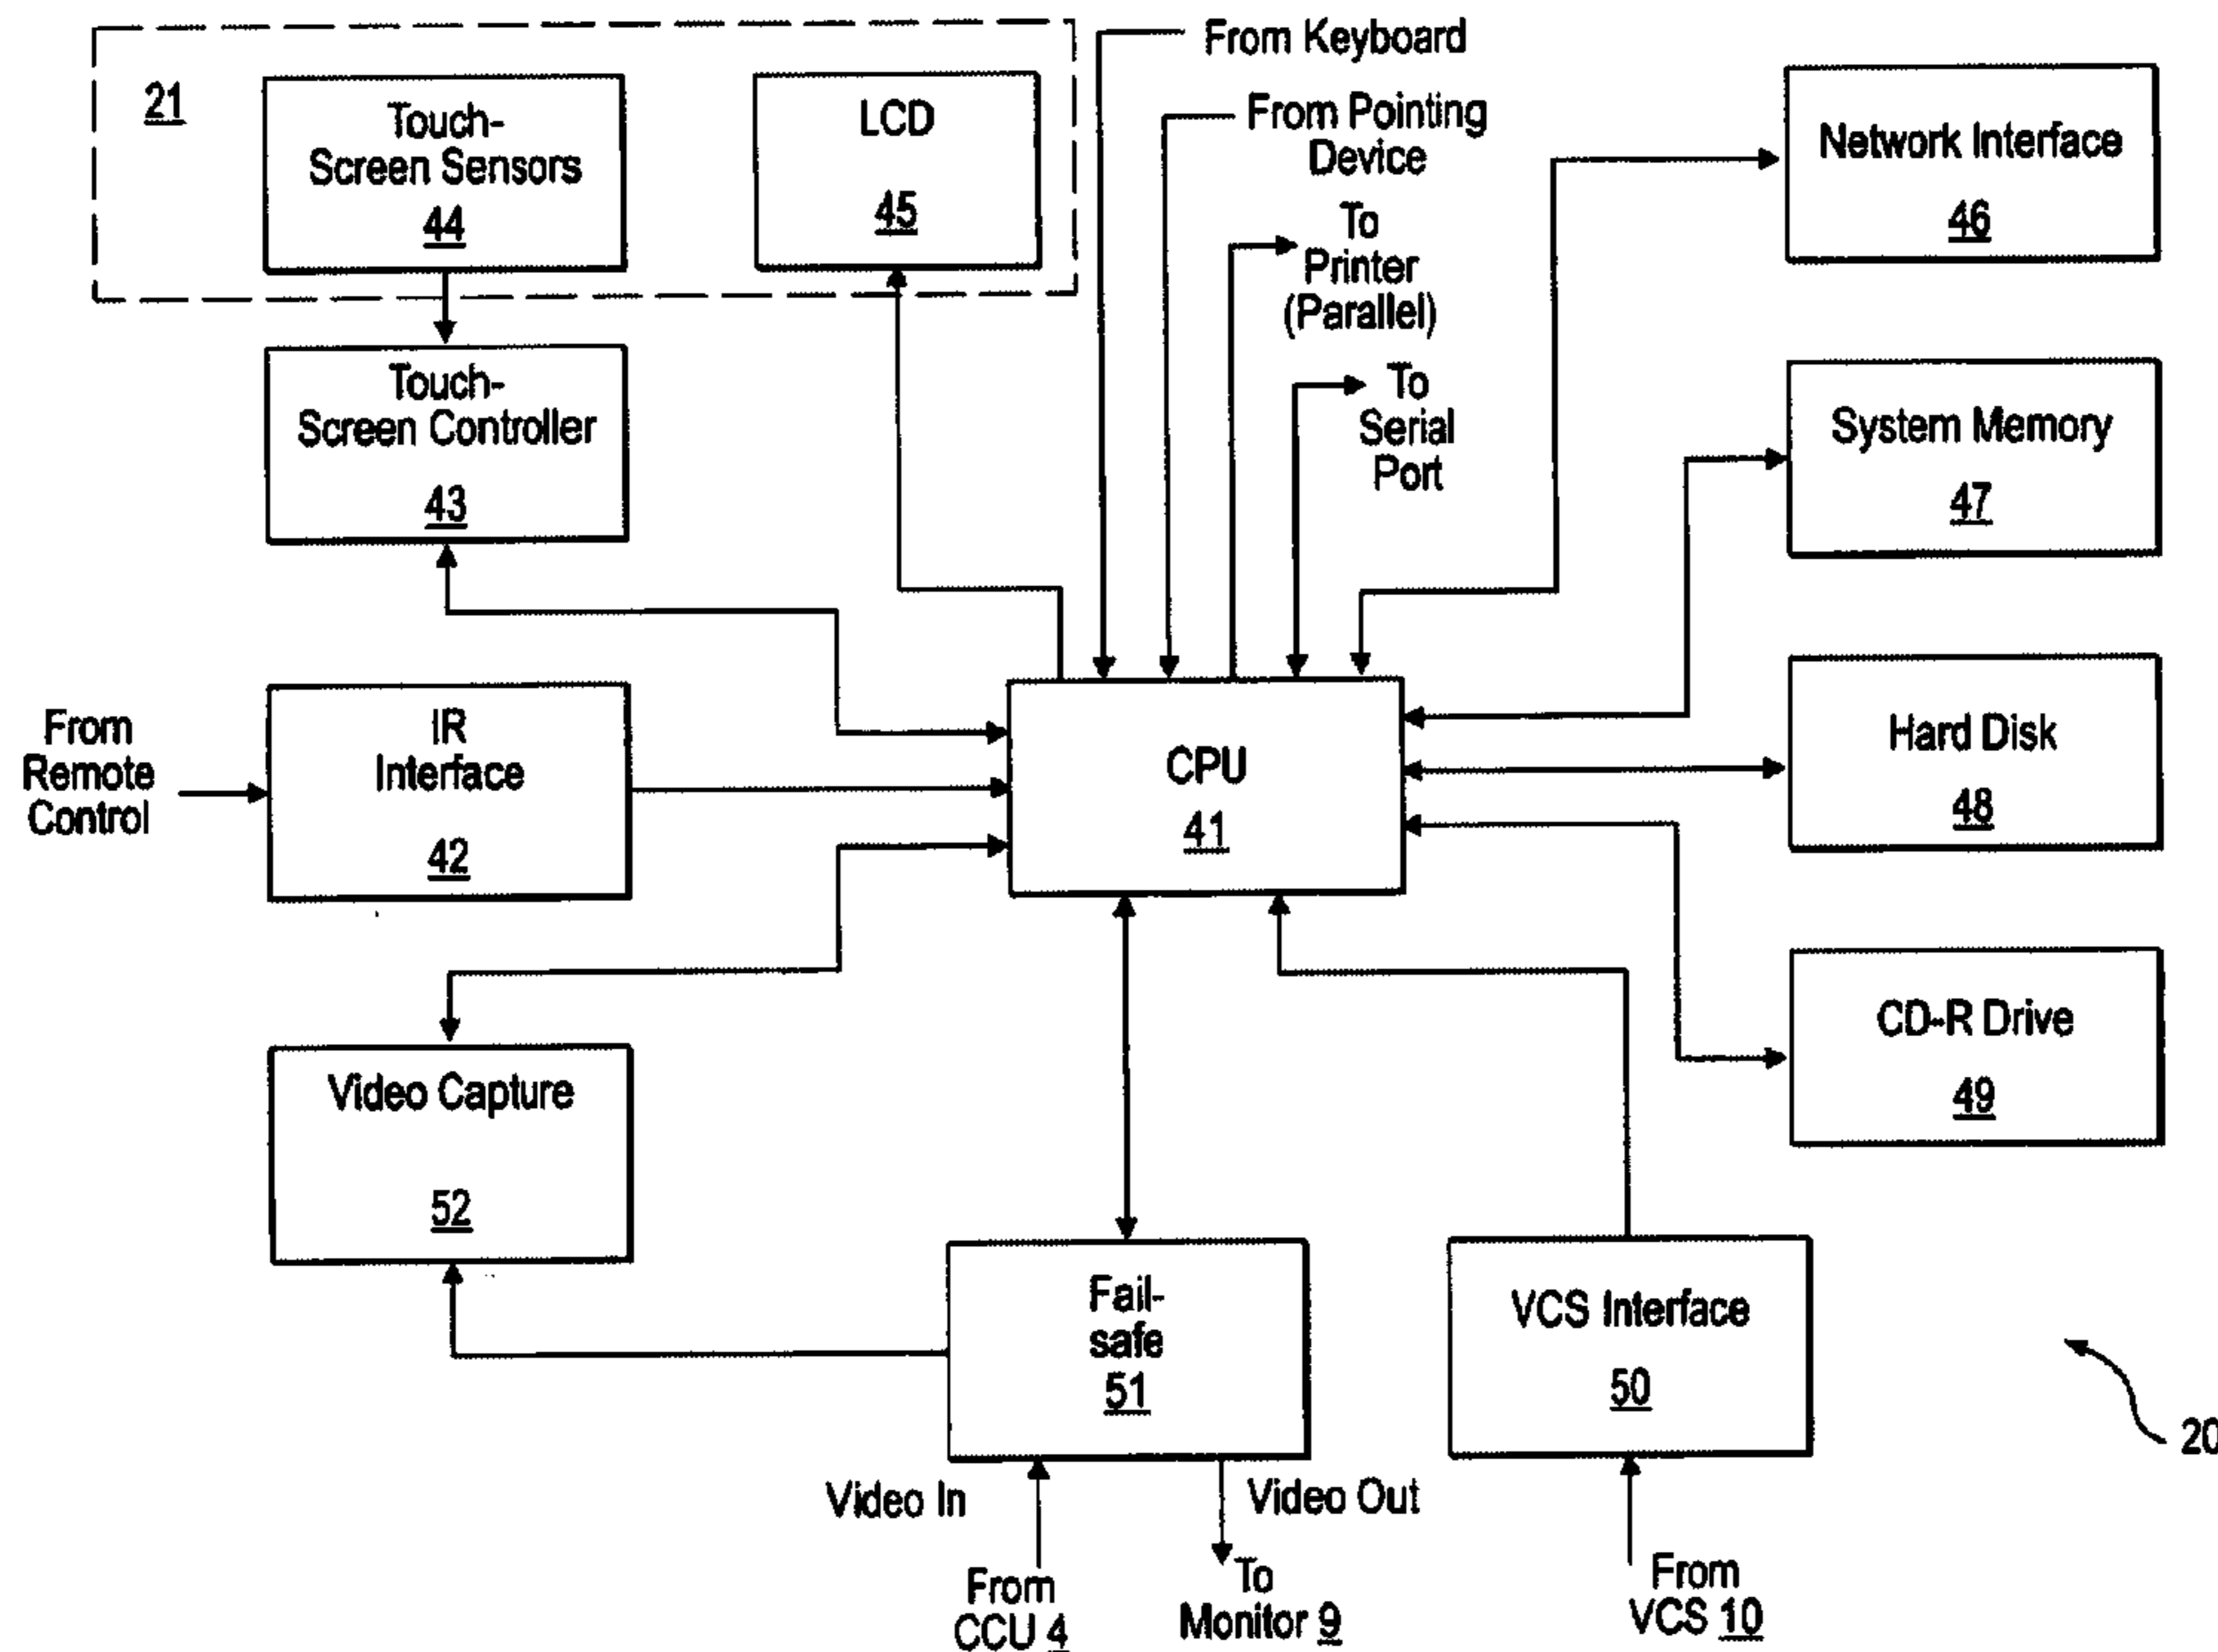 21
Touch-
Screen Sensors
44
LCD
45
From Keyboard
From Pointing
Device
To
Printer
(Parallel)
To
Serial
Port
Network Interface
46
Touch-
Screen Controller
43
System Memory
47
From
Remote
Control
IR
Interface
42
CPU
41
Hard Disk
48
Video Capture
52
CD-R Drive
49
Fail-
safe
51
VCS Interface
50
20
Video In
Video Out
From
CCU 4
To
Monitor 9
From
VCS 10